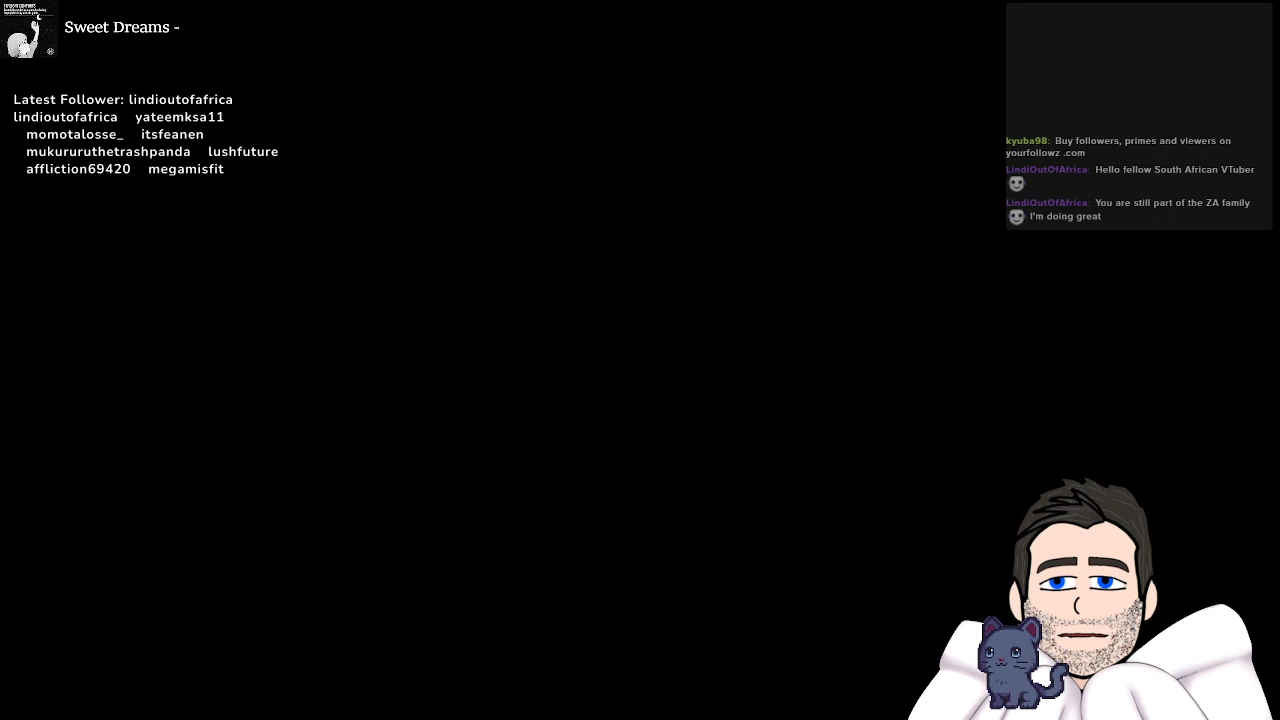 Sweet Dreams -
Latest Follower: lindioutofafrica
lindioutofafrica yateemksa11
momotalosse_ itsfeanen
mukururuthetrashpanda lushfuture
affliction69420 megamisfit
kyuba98: Buy followers, primes and viewers on
yourfollowz .com
LindiOutOfAfrica: Hello fellow South African VTuber
LindiOutOfAfrica: You are still part of the ZA family
I'm doing great